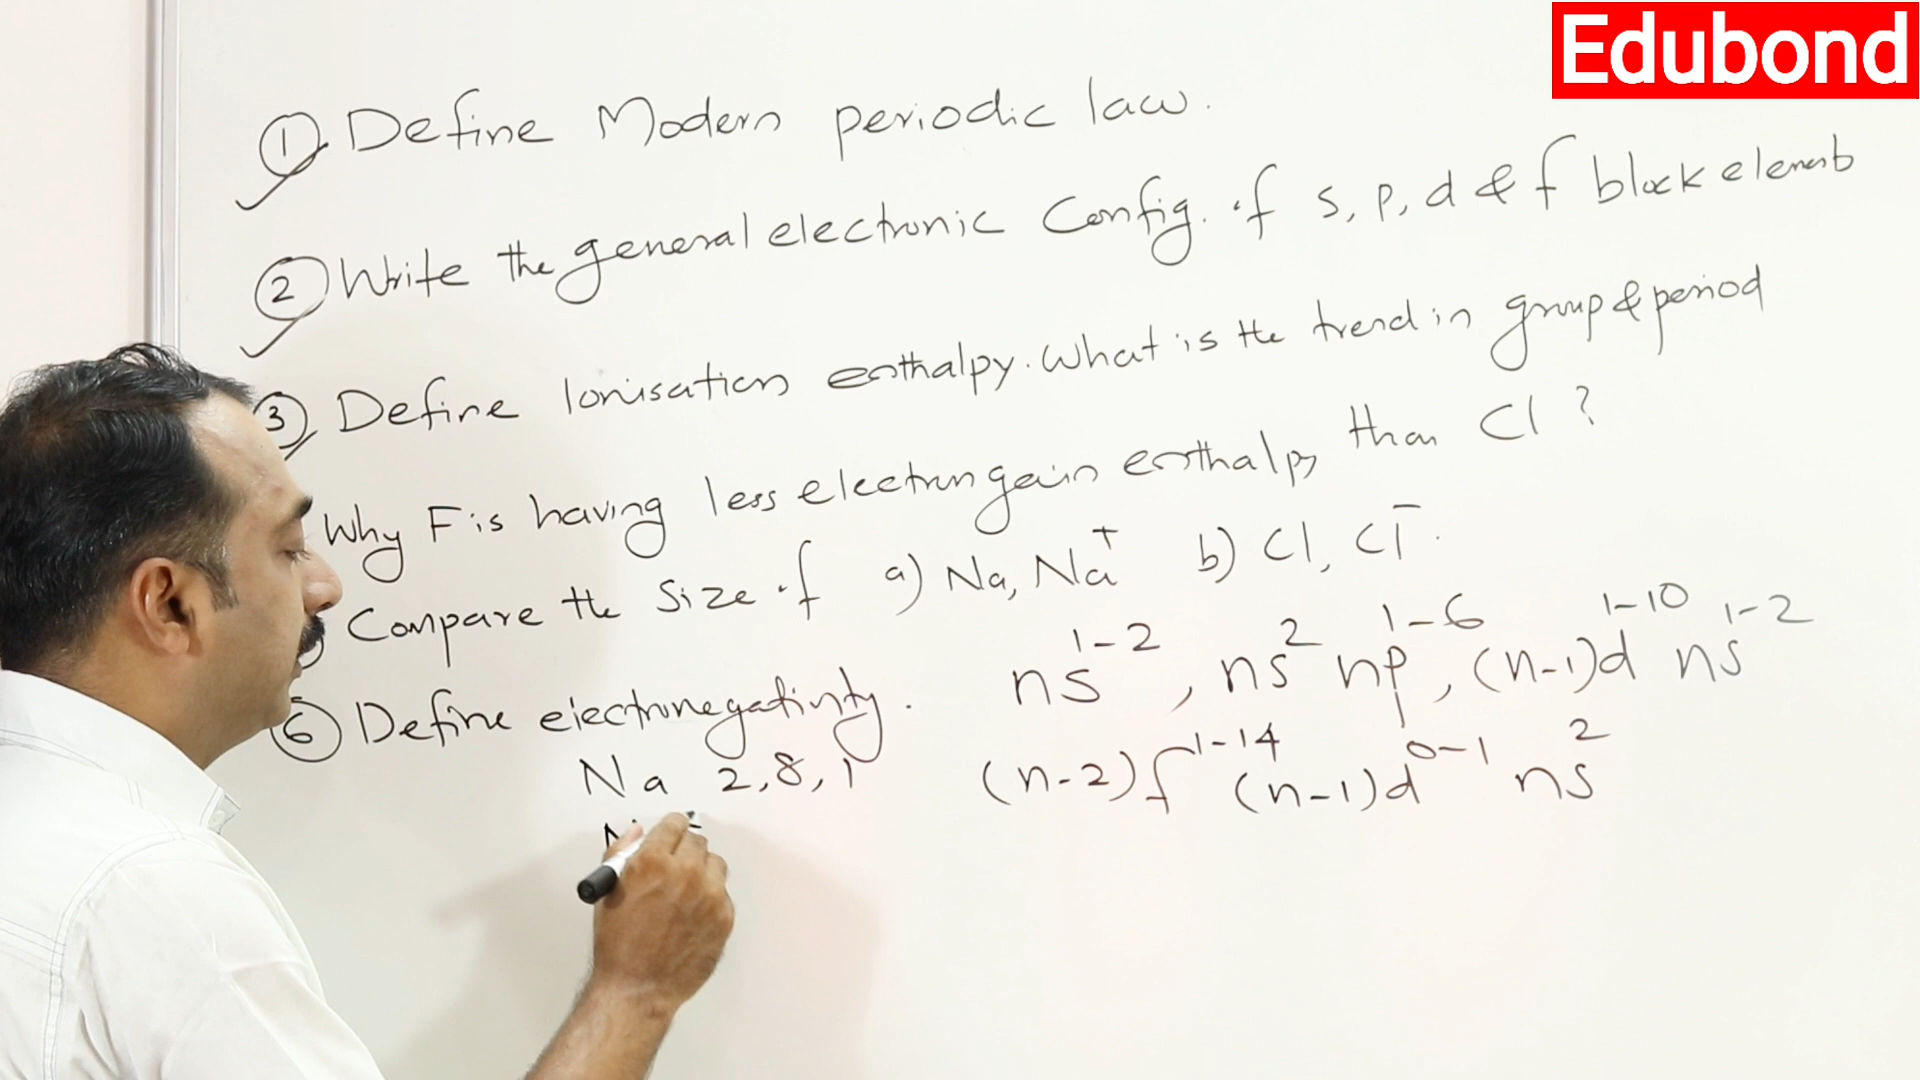 Edubond
① Define Modern periodic law.
② Write the general electronic Config. of s, p, d & f block elements
③ Define Ionisation enthalpy. What is the trend in group & period
Why F is having less electron gain enthalpy than Cl ?
Compare the size of a) Na, Na⁺ b) Cl, Cl⁻.
⑥ Define electronegativity.
ns¹⁻², ns² np¹⁻⁶, (n-1)d¹⁻¹⁰ ns¹⁻²
Na 2,8,1
(n-2)f¹⁻¹⁴ (n-1)d⁰⁻¹ ns²